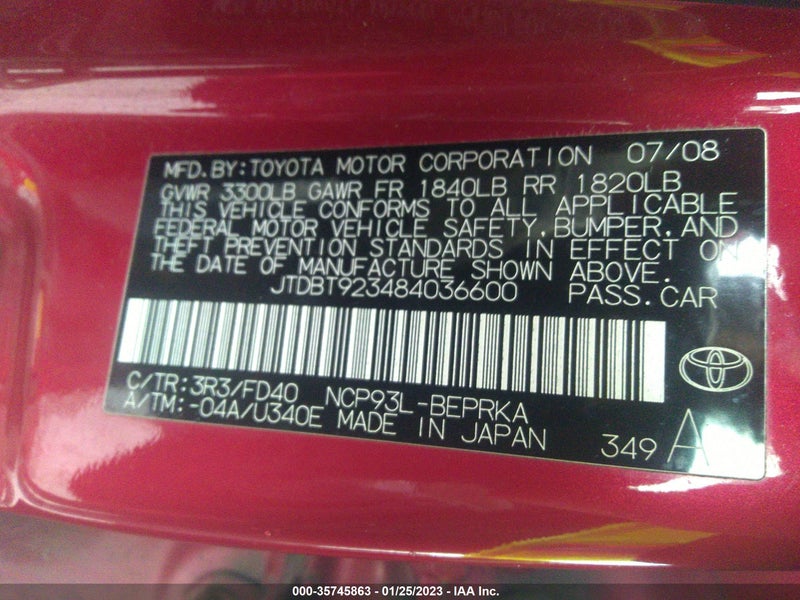 MFD.BY:TOYOTA MOTOR CORPORATION 07/08
GVWR 3300LB GAWR FR 1840LB RR 1820LB
THIS VEHICLE CONFORMS TO ALL APPLICABLE
FEDERAL MOTOR VEHICLE SAFETY,BUMPER,AND
THEFT PREVENTION STANDARDS IN EFFECT ON
THE DATE OF MANUFACTURE SHOWN ABOVE.
JTDBT923484036600 PASS.CAR
C/TR:3R3/FD40 NCP93L-BEPRKA
A/TM:-04A/U340E MADE IN JAPAN 349 A
000-35745863 - 01/25/2023 - IAA Inc.